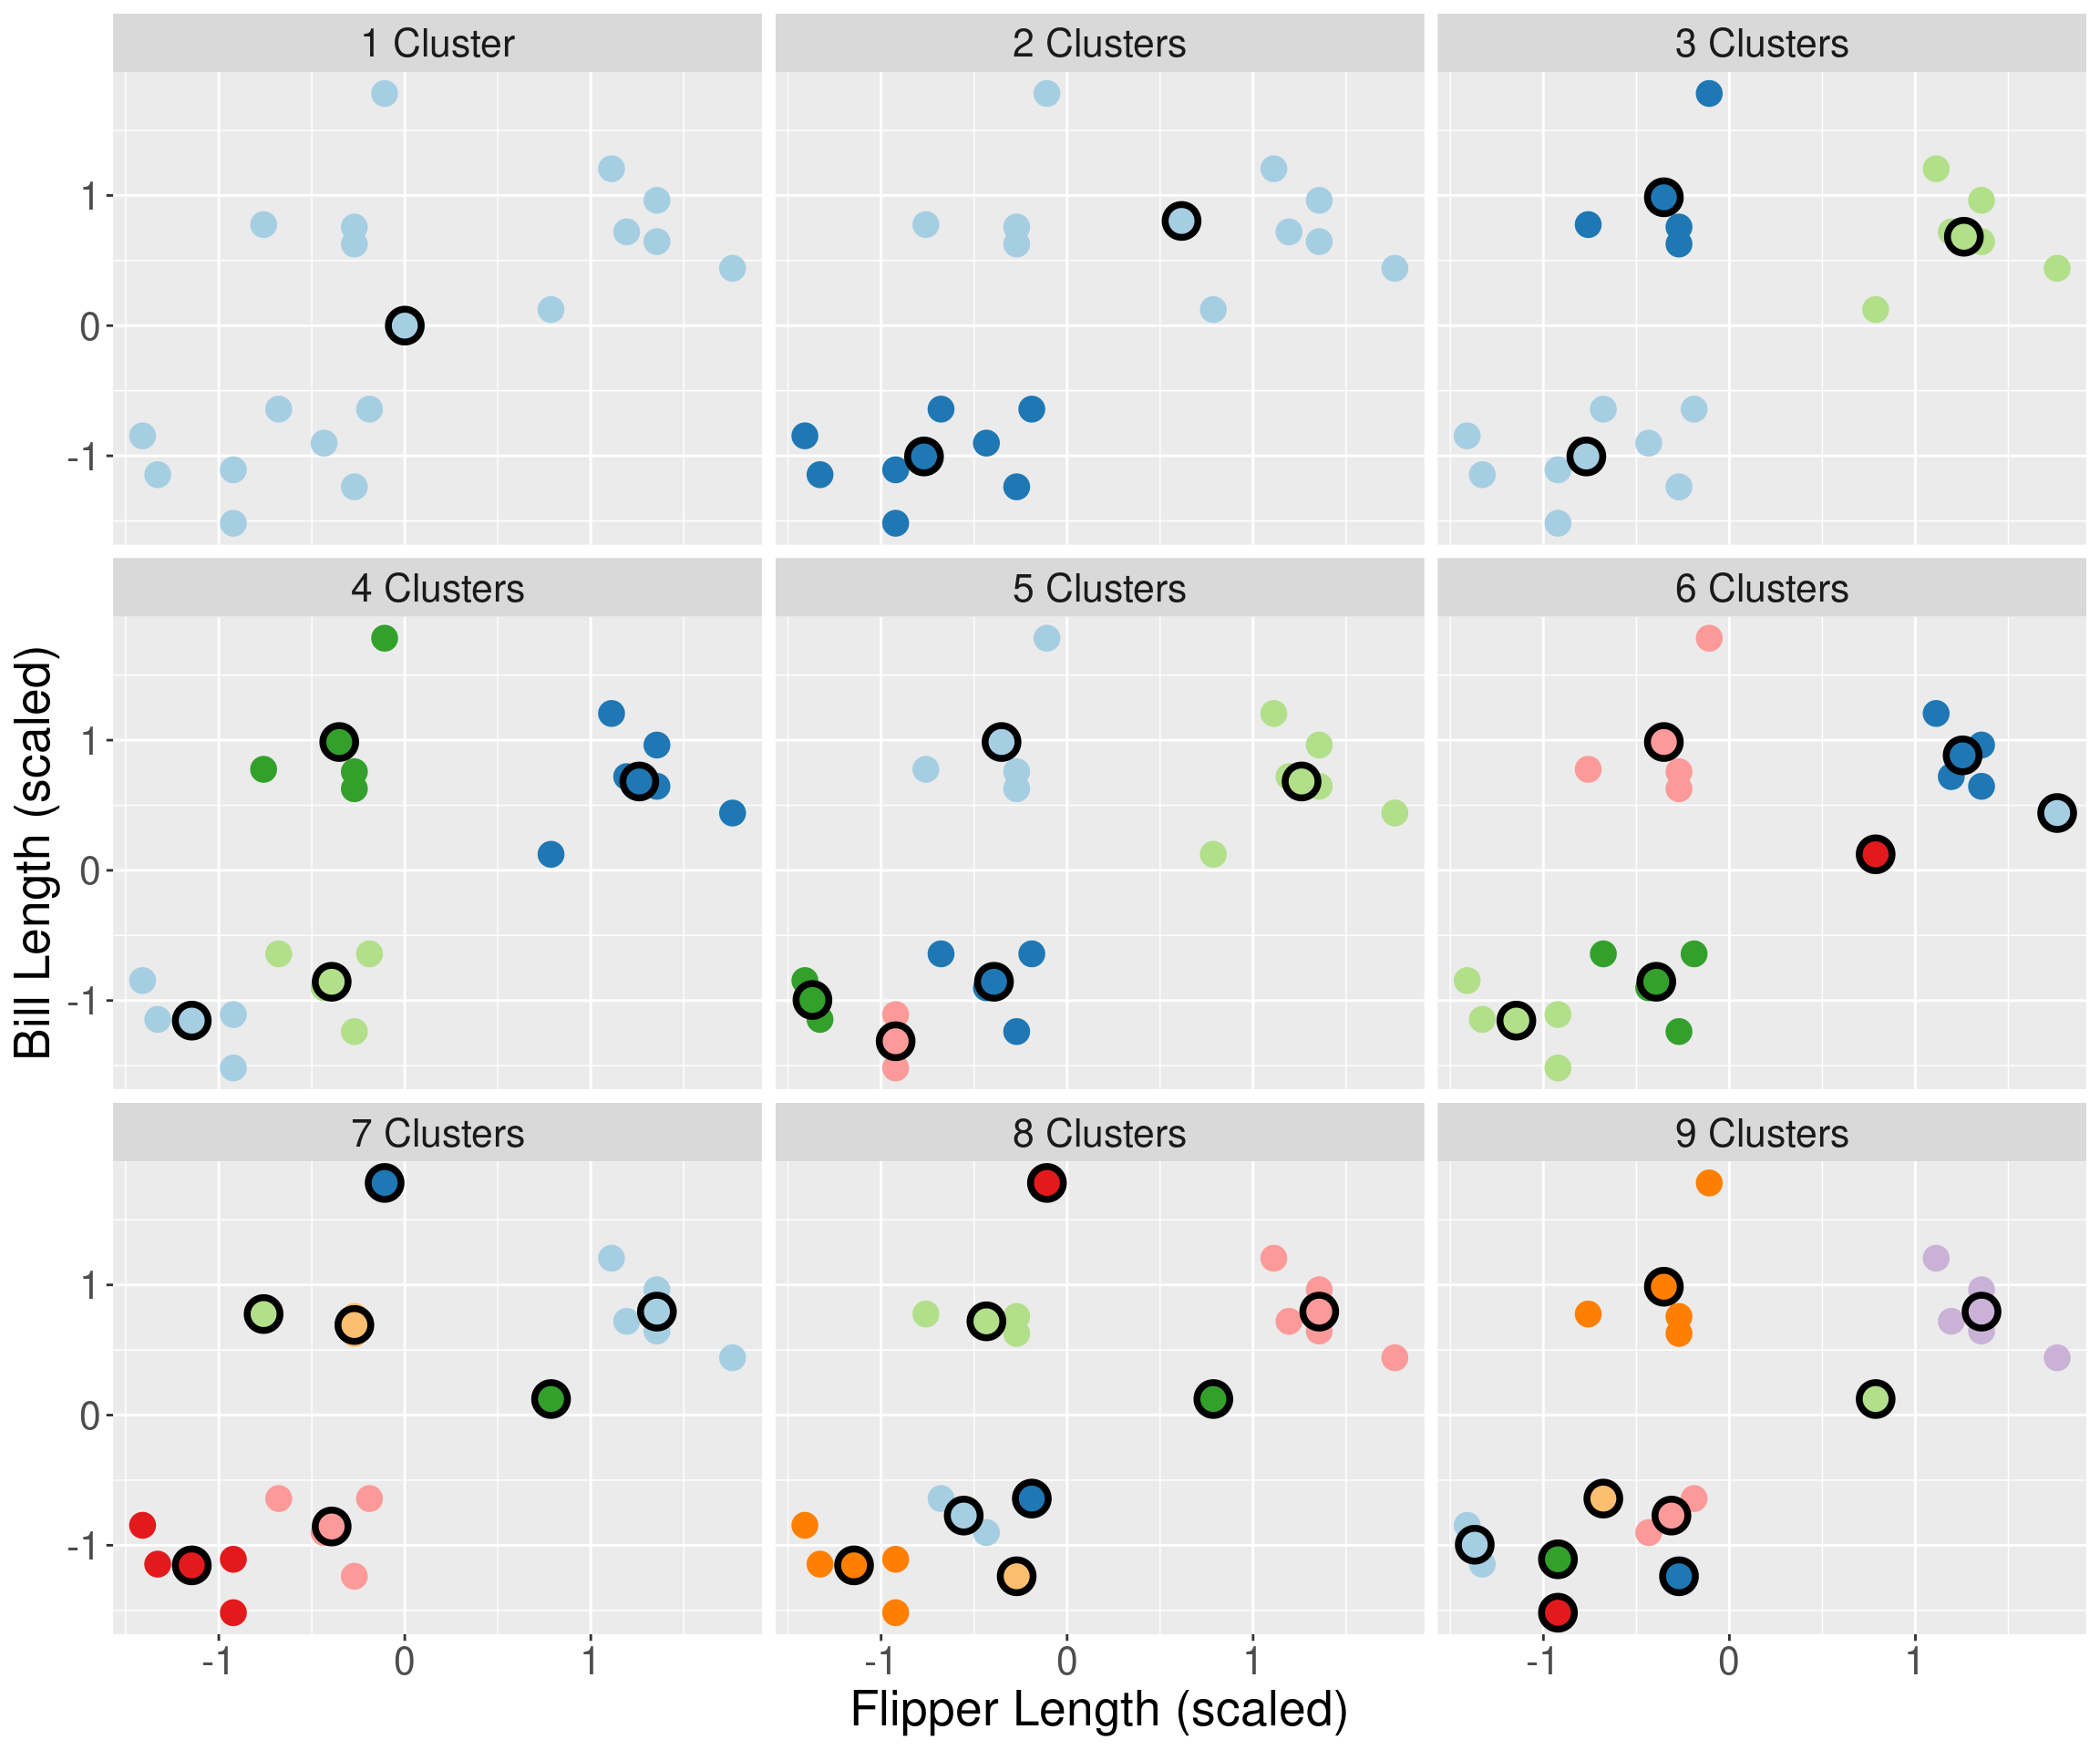 1 Cluster
2 Clusters
3 Clusters
1
0
-1
4 Clusters
5 Clusters
6 Clusters
1
0
-1
Bill Length (scaled)
7 Clusters
8 Clusters
9 Clusters
1
0
-1
-1 0 1
-1 0 1
-1 0 1
Flipper Length (scaled)